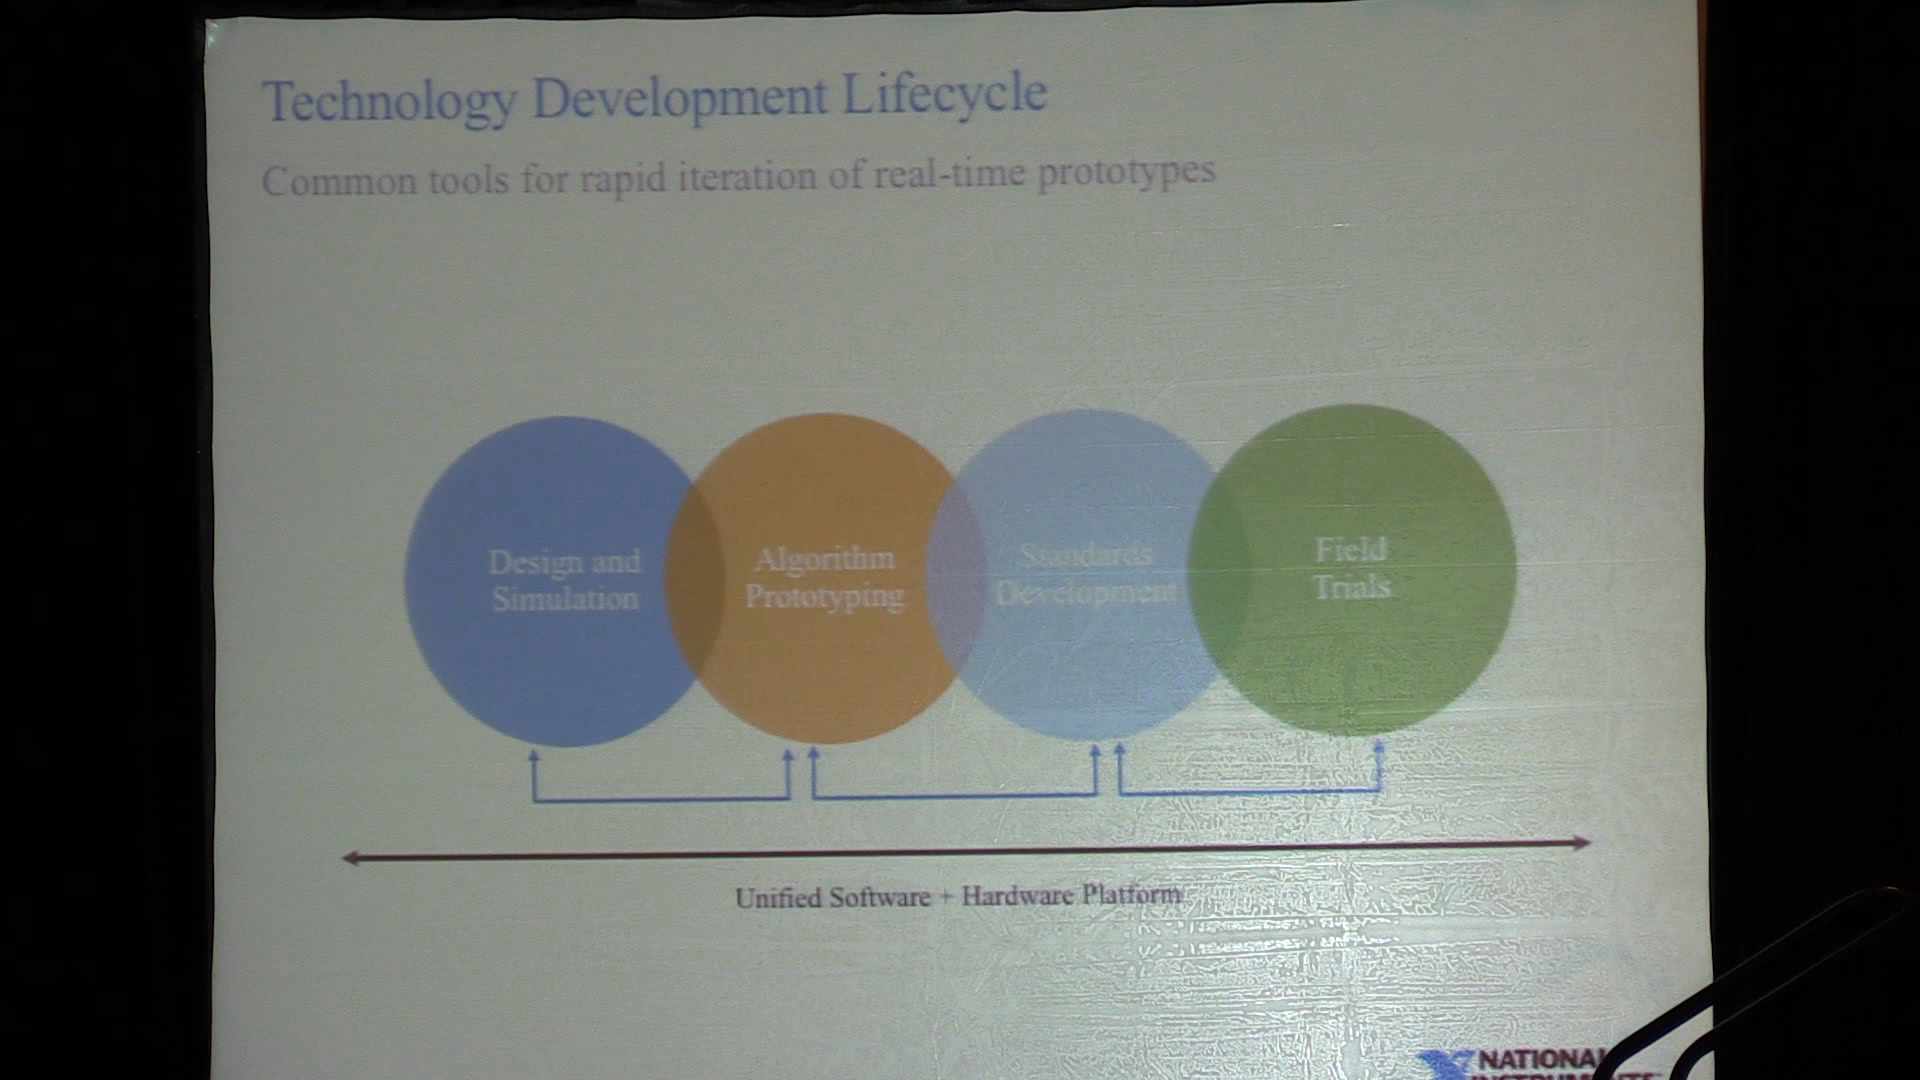 Technology Development Lifecycle
Common tools for rapid iteration of real-time prototypes
Design and
Simulation
Algorithm
Prototyping
Standards
Development
Field
Trials
Unified Software + Hardware Platform
NATIONAL
INSTRUMENTS